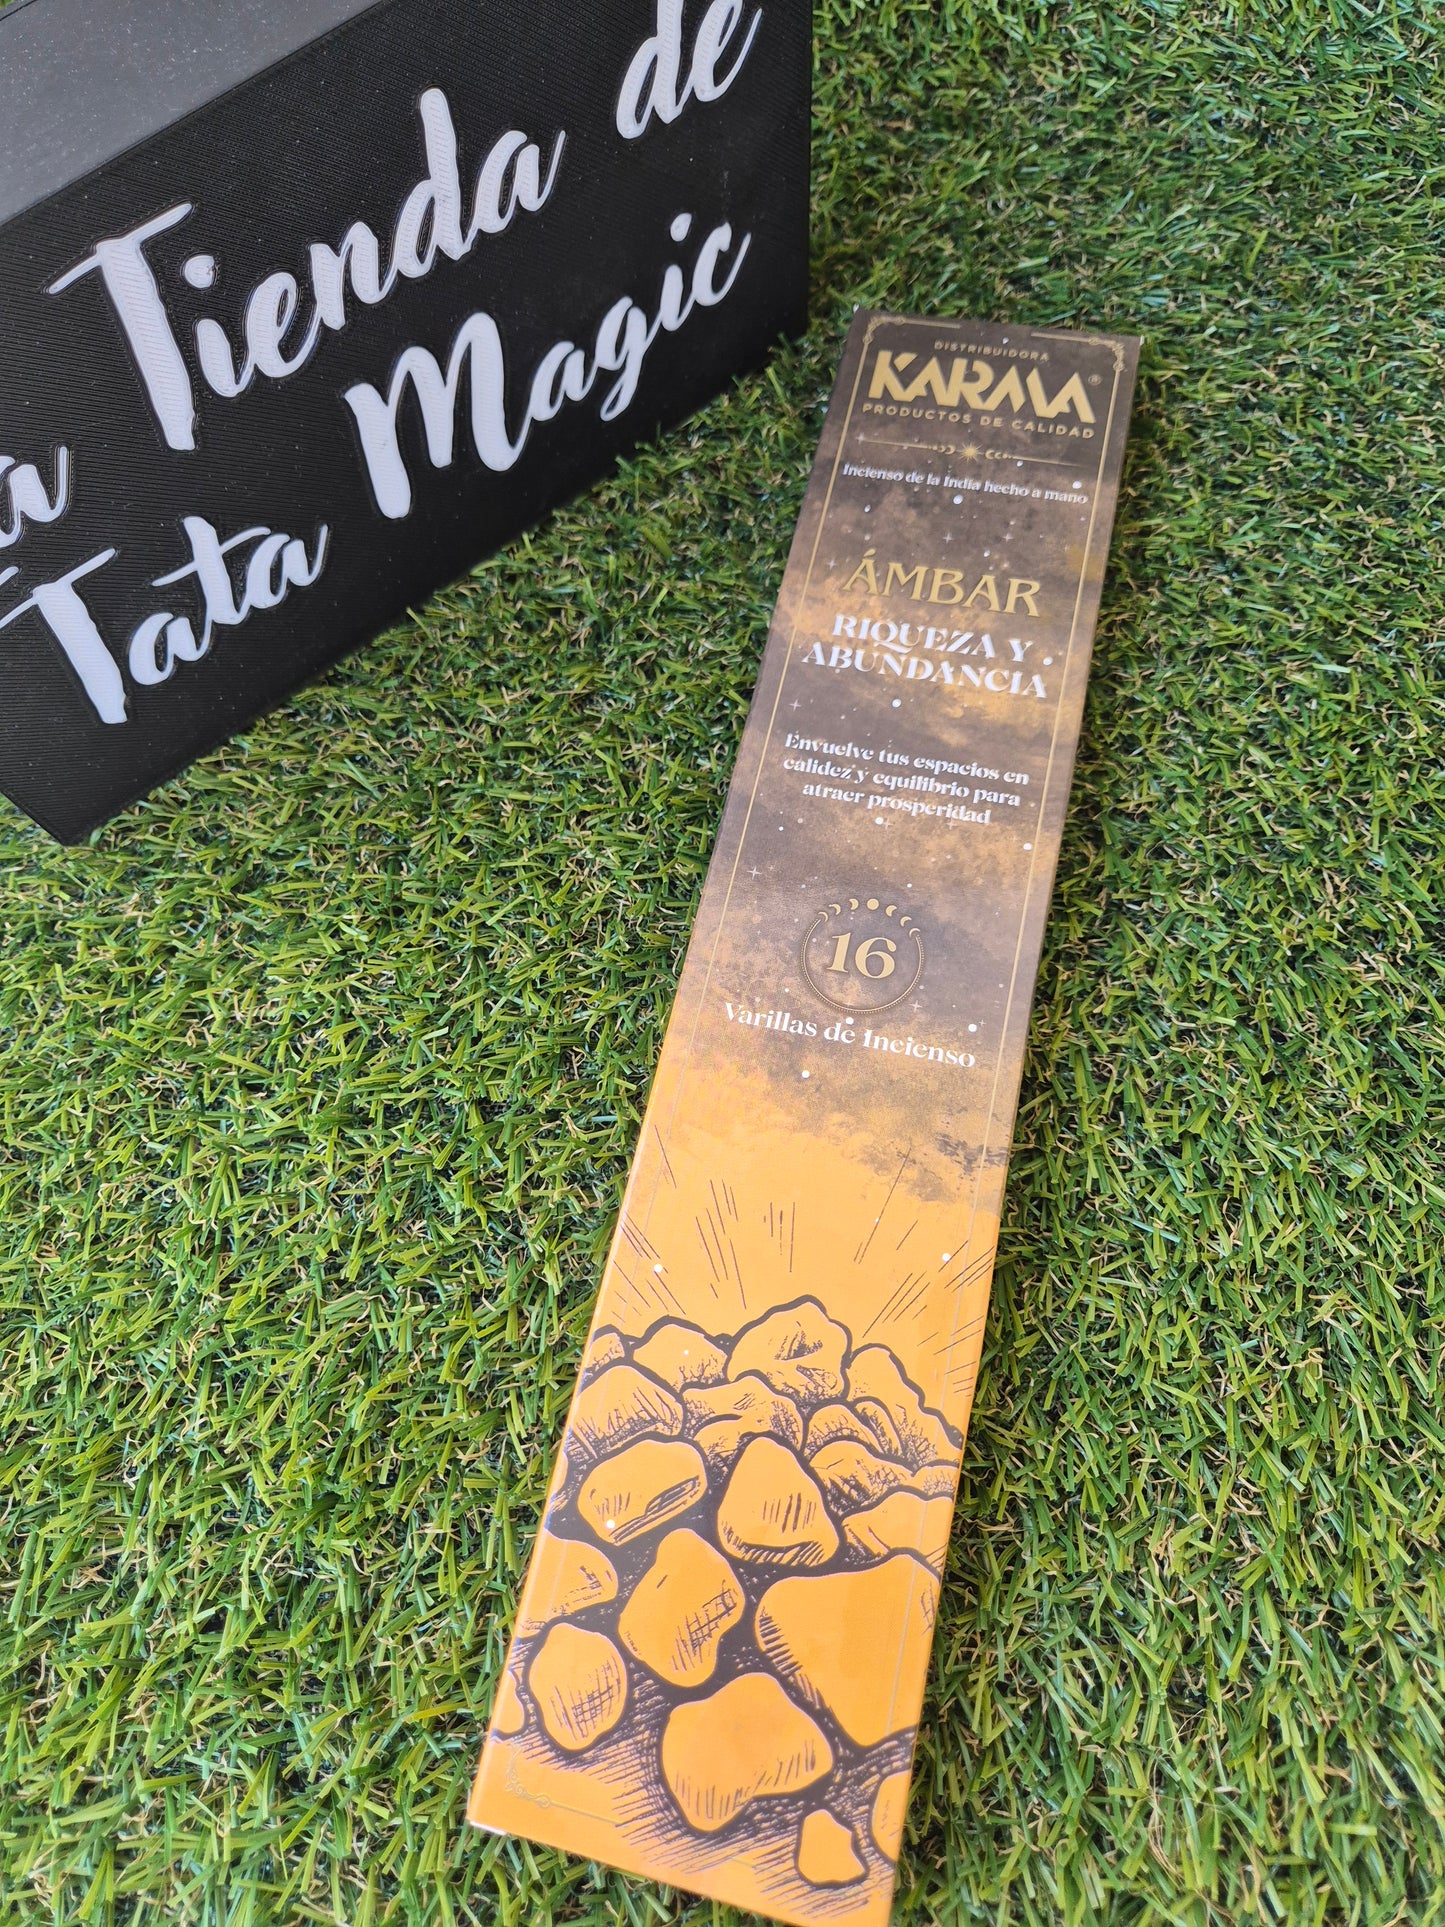 Tienda de
a Tata Magic
DISTRIBUIDORA
KARMA®
PRODUCTOS DE CALIDAD
Incienso de la India hecho a mano
ÁMBAR
RIQUEZA Y
ABUNDANCIA
Envuelve tus espacios en
calidez y equilibrio para
atraer prosperidad
16
Varillas de Incienso